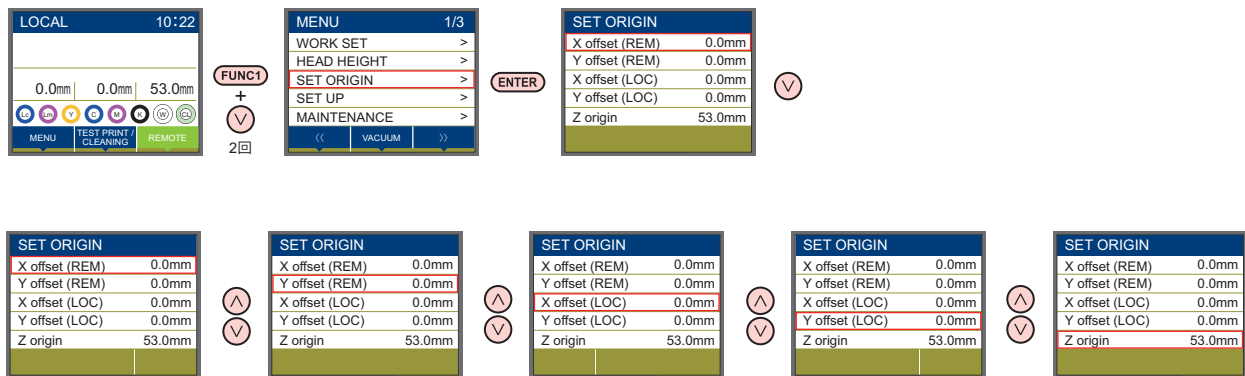 LOCAL 10:22
0.0mm 0.0mm 53.0mm
Lc Lm Y C M K W CL
MENU TEST PRINT / CLEANING REMOTE
FUNC1
+
2回
MENU 1/3
WORK SET >
HEAD HEIGHT >
SET ORIGIN >
SET UP >
MAINTENANCE >
<< VACUUM >>
ENTER
SET ORIGIN
X offset (REM) 0.0mm
Y offset (REM) 0.0mm
X offset (LOC) 0.0mm
Y offset (LOC) 0.0mm
Z origin 53.0mm
SET ORIGIN
X offset (REM) 0.0mm
Y offset (REM) 0.0mm
X offset (LOC) 0.0mm
Y offset (LOC) 0.0mm
Z origin 53.0mm
SET ORIGIN
X offset (REM) 0.0mm
Y offset (REM) 0.0mm
X offset (LOC) 0.0mm
Y offset (LOC) 0.0mm
Z origin 53.0mm
SET ORIGIN
X offset (REM) 0.0mm
Y offset (REM) 0.0mm
X offset (LOC) 0.0mm
Y offset (LOC) 0.0mm
Z origin 53.0mm
SET ORIGIN
X offset (REM) 0.0mm
Y offset (REM) 0.0mm
X offset (LOC) 0.0mm
Y offset (LOC) 0.0mm
Z origin 53.0mm
SET ORIGIN
X offset (REM) 0.0mm
Y offset (REM) 0.0mm
X offset (LOC) 0.0mm
Y offset (LOC) 0.0mm
Z origin 53.0mm